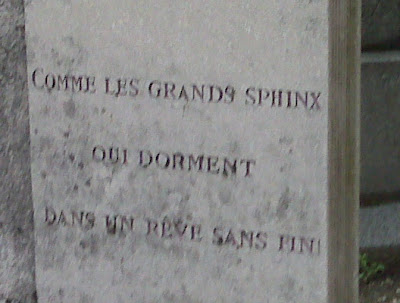 COMME LES GRANDS SPHINX
QUI DORMENT
DANS UN RÊVE SANS FIN!